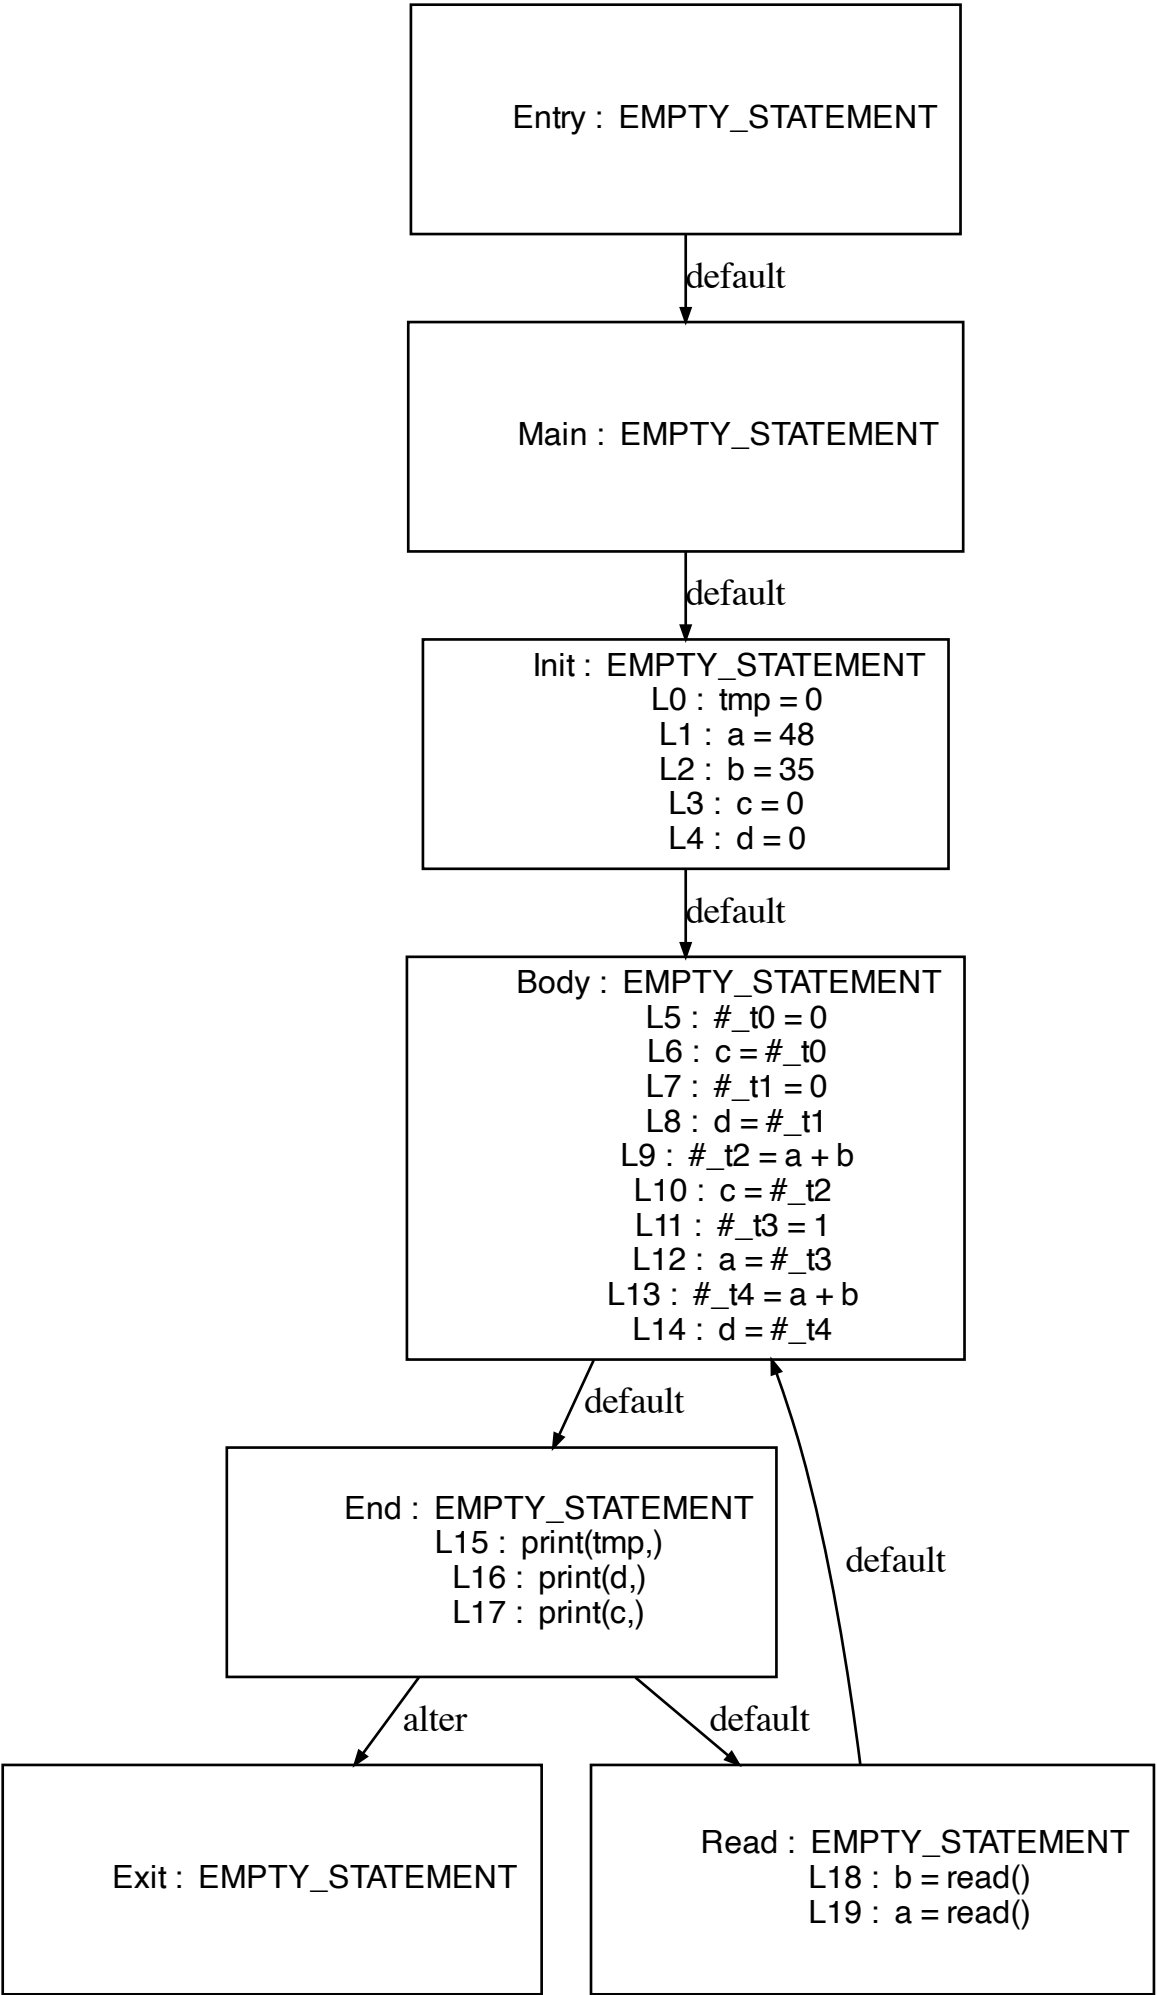 Entry : EMPTY_STATEMENT
default
Main : EMPTY_STATEMENT
default
Init : EMPTY_STATEMENT
L0 : tmp = 0
L1 : a = 48
L2 : b = 35
L3 : c = 0
L4 : d = 0
default
Body : EMPTY_STATEMENT
L5 : #_t0 = 0
L6 : c = #_t0
L7 : #_t1 = 0
L8 : d = #_t1
L9 : #_t2 = a + b
L10 : c = #_t2
L11 : #_t3 = 1
L12 : a = #_t3
L13 : #_t4 = a + b
L14 : d = #_t4
default
End : EMPTY_STATEMENT
L15 : print(tmp,)
L16 : print(d,)
L17 : print(c,)
default
alter
default
Exit : EMPTY_STATEMENT
Read : EMPTY_STATEMENT
L18 : b = read()
L19 : a = read()